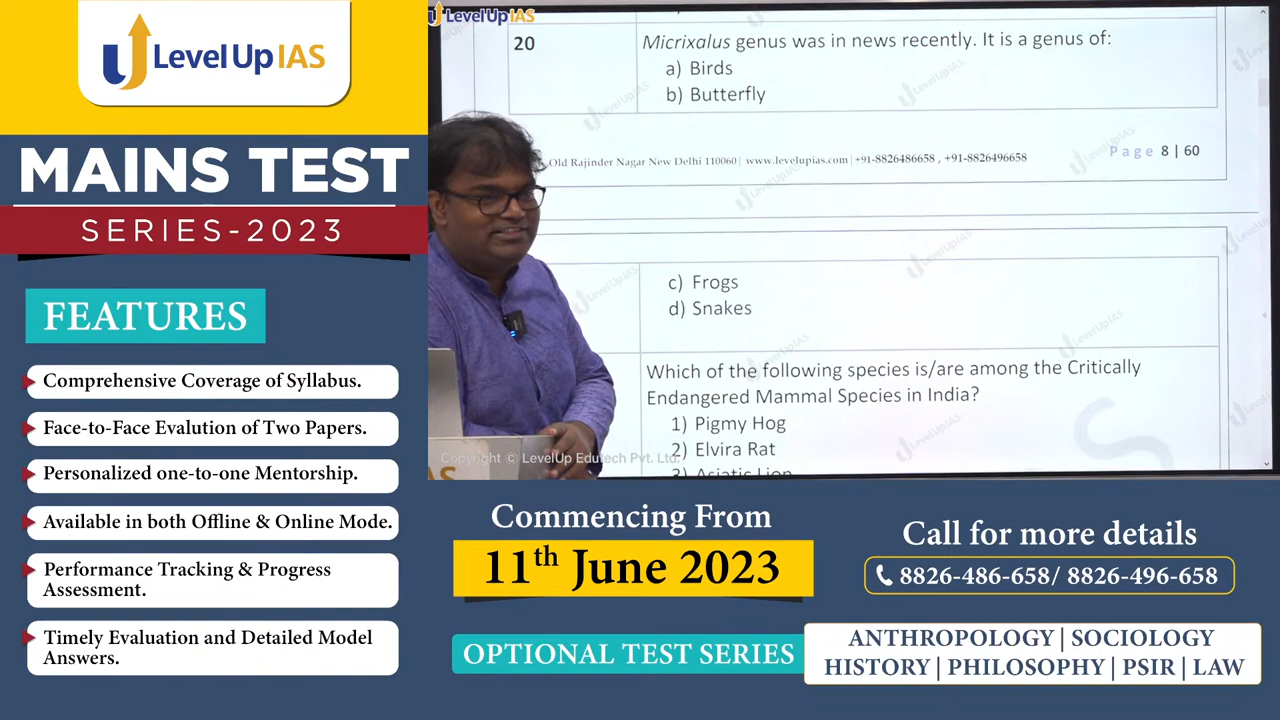 Level Up IAS
MAINS TEST
SERIES-2023
FEATURES
Comprehensive Coverage of Syllabus.
Face-to-Face Evalution of Two Papers.
Personalized one-to-one Mentorship.
Available in both Offline & Online Mode.
Performance Tracking & Progress
Assessment.
Timely Evaluation and Detailed Model
Answers.
Level Up IAS
20
Micrixalus genus was in news recently. It is a genus of:
a) Birds
b) Butterfly
Old Rajinder Nagar New Delhi 110060| www.levelupias.com | +91-8826486658 , +91-8826496658
Page 8 | 60
c) Frogs
d) Snakes
Which of the following species is/are among the Critically
Endangered Mammal Species in India?
1) Pigmy Hog
2) Elvira Rat
3) Asiatic Lion
Copyright © LevelUp Edutech Pvt. Ltd.
Commencing From
11th June 2023
Call for more details
8826-486-658/ 8826-496-658
OPTIONAL TEST SERIES
ANTHROPOLOGY | SOCIOLOGY
HISTORY | PHILOSOPHY | PSIR | LAW